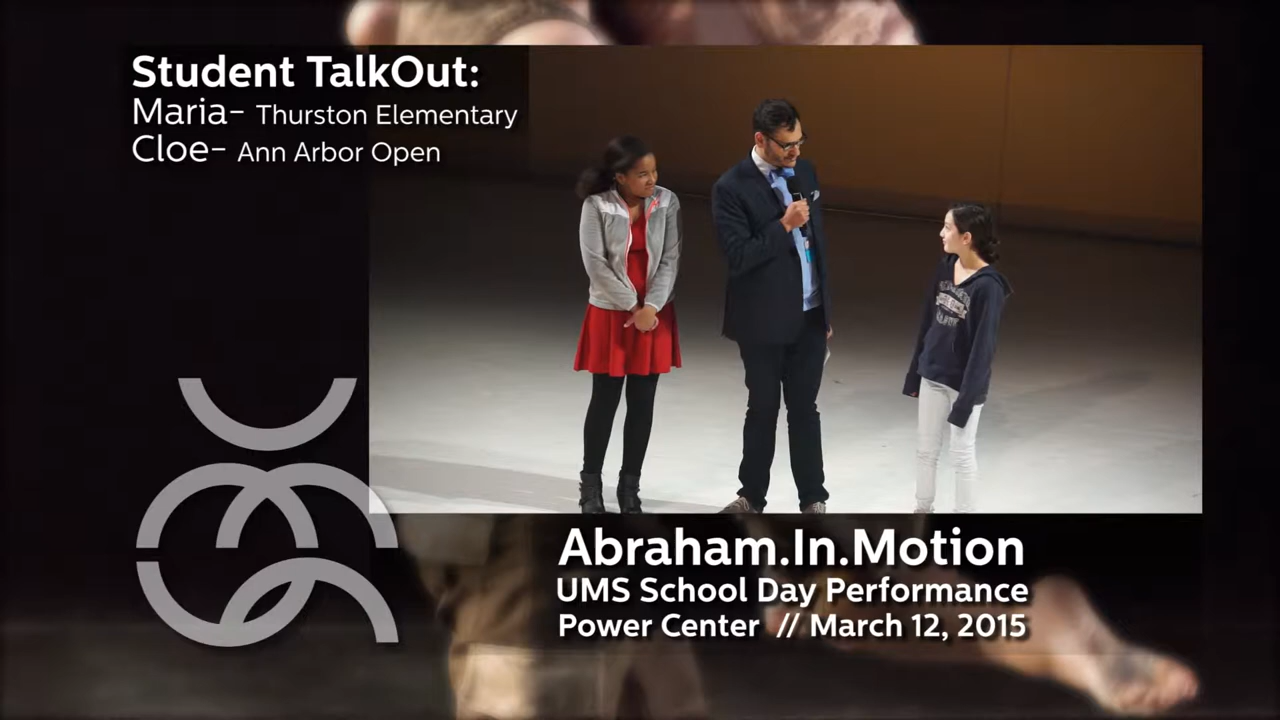 Student TalkOut:
Maria- Thurston Elementary
Cloe- Ann Arbor Open
Abraham.In.Motion
UMS School Day Performance
Power Center // March 12, 2015